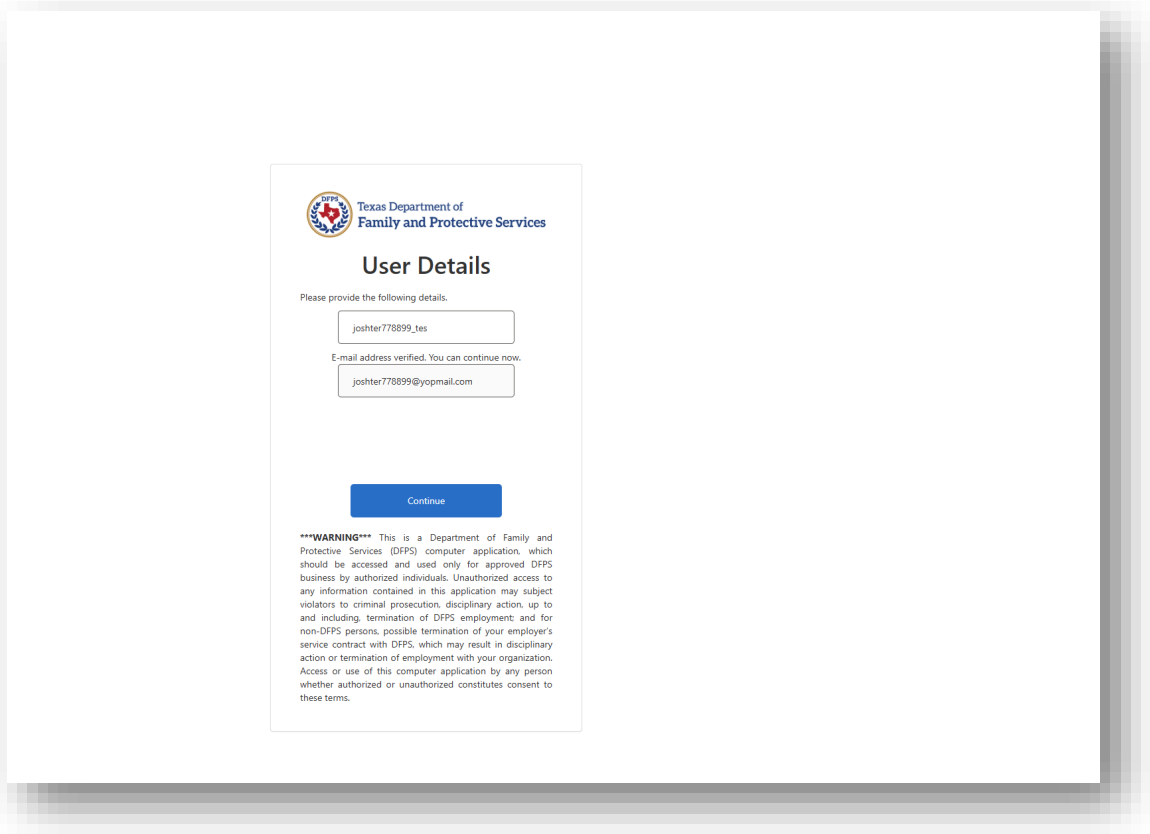 DFPS
Texas Department of
Family and Protective Services
User Details
Please provide the following details.
joshter778899_tes
E-mail address verified. You can continue now.
joshter778899@yopmail.com
Continue
***WARNING*** This is a Department of Family and
Protective Services (DFPS) computer application, which
should be accessed and used only for approved DFPS
business by authorized individuals. Unauthorized access to
any information contained in this application may subject
violators to criminal prosecution, disciplinary action, up to
and including, termination of DFPS employment; and for
non-DFPS persons, possible termination of your employer's
service contract with DFPS, which may result in disciplinary
action or termination of employment with your organization.
Access or use of this computer application by any person
whether authorized or unauthorized constitutes consent to
these terms.